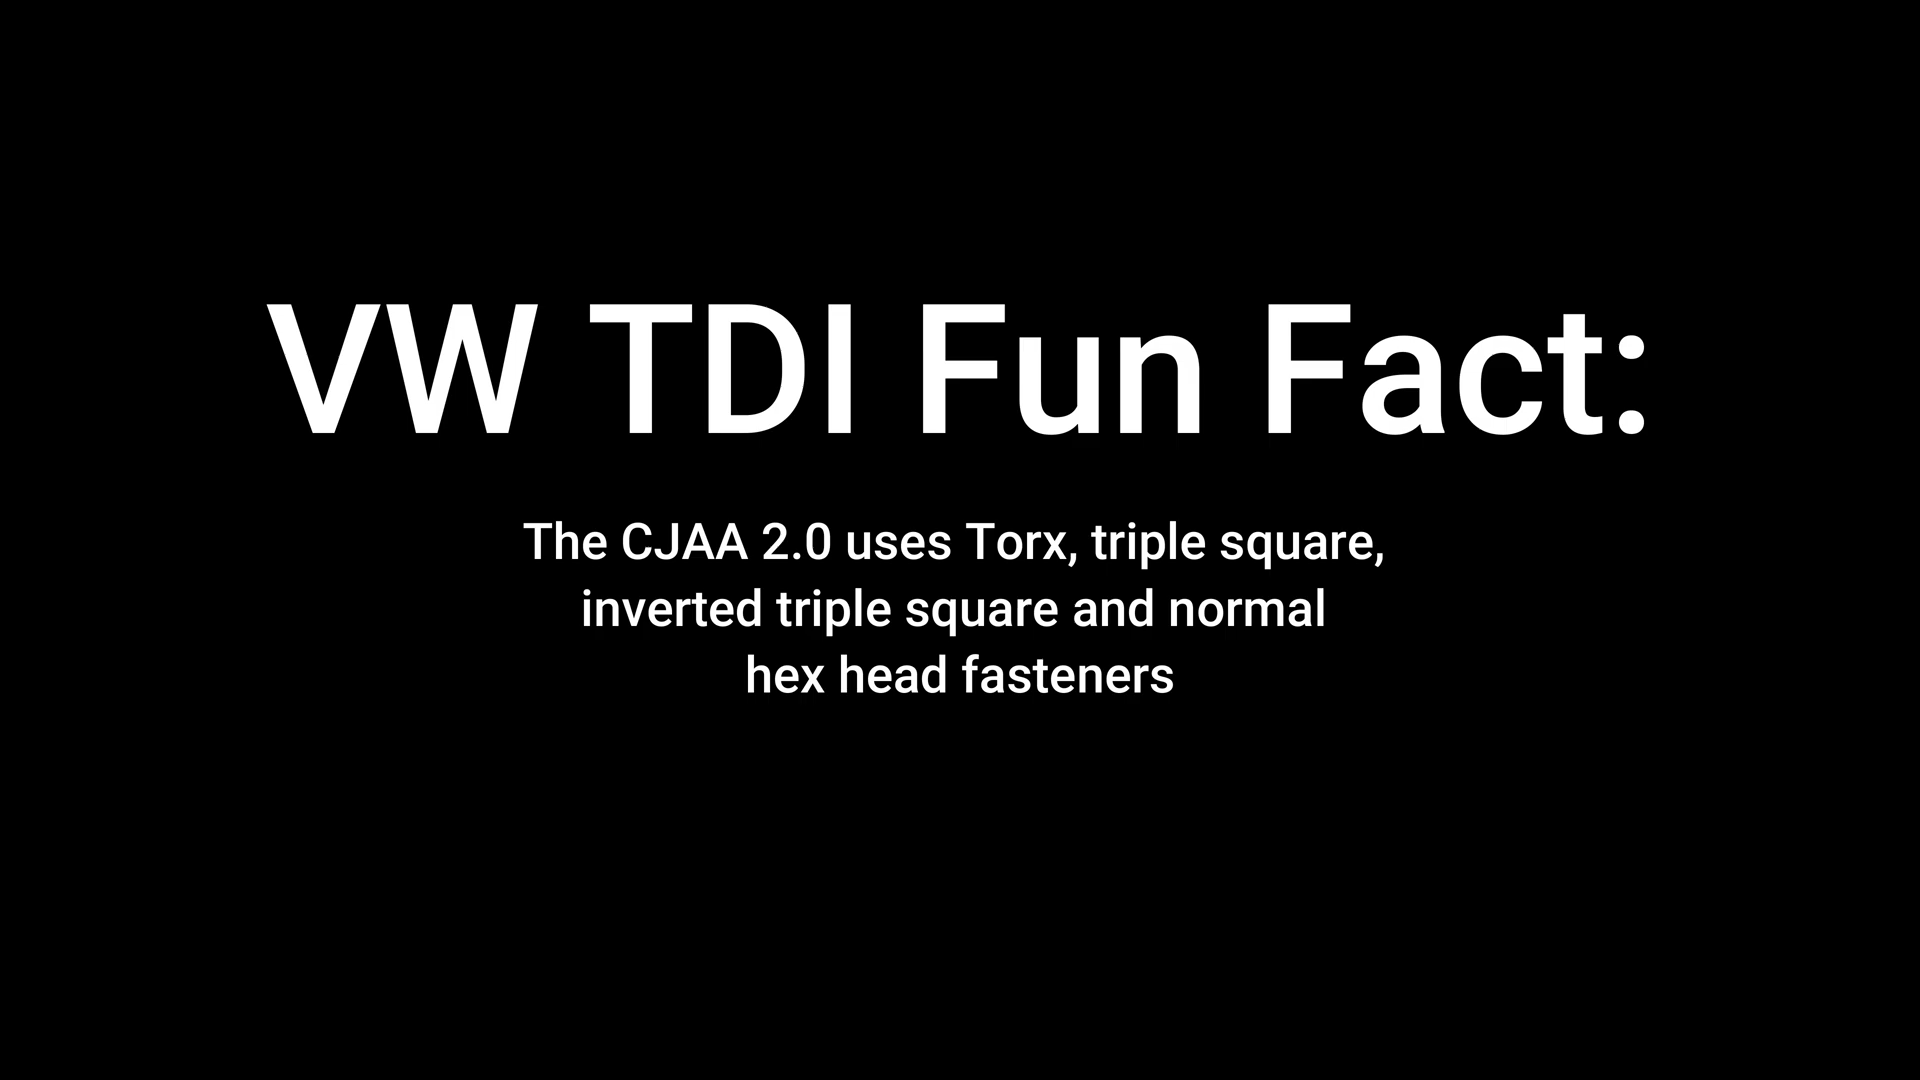 VW TDI Fun Fact:
The CJAA 2.0 uses Torx, triple square,
inverted triple square and normal
hex head fasteners